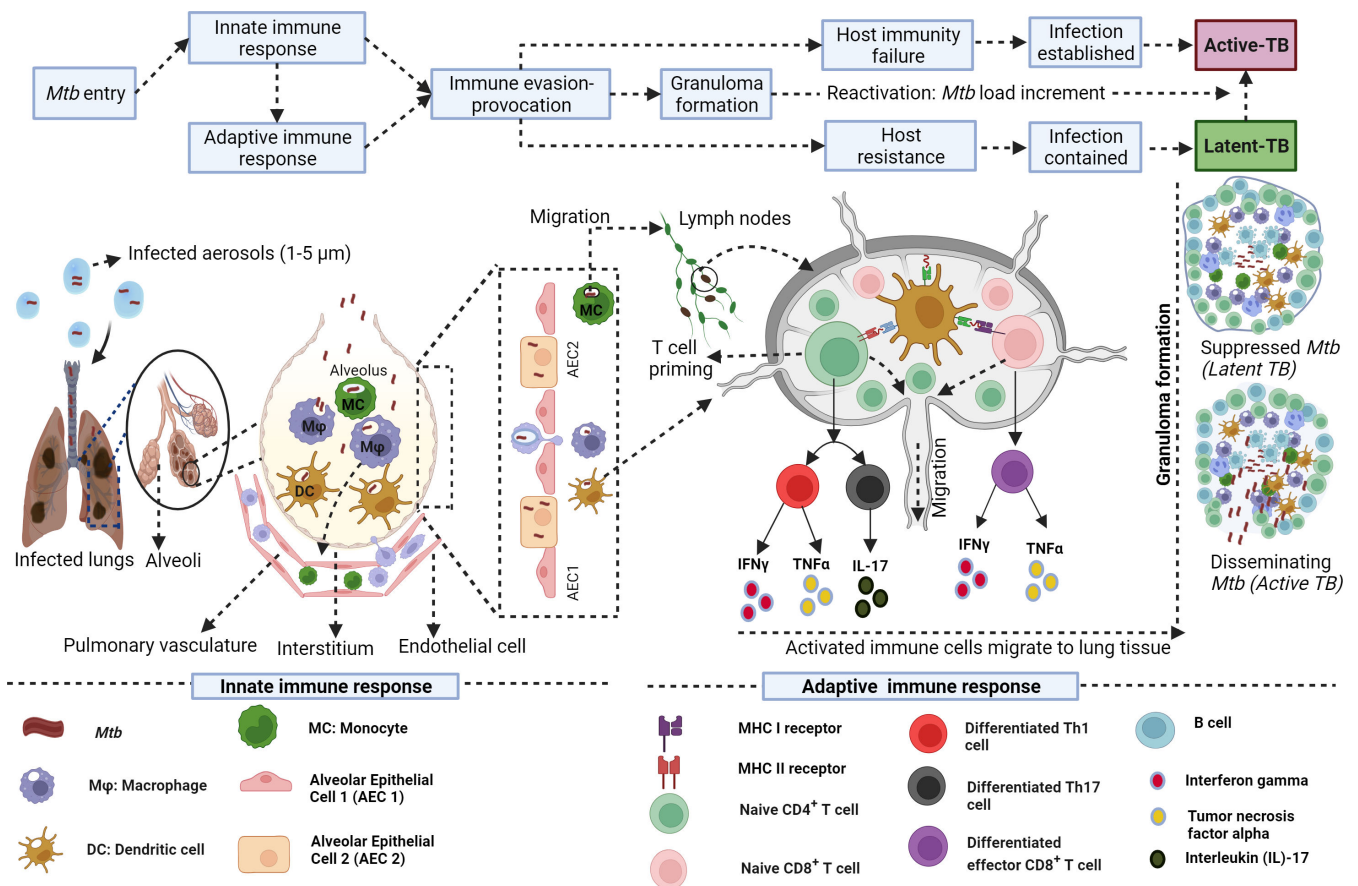 Innate immune
response
Mtb entry
Adaptive immune
response
Immune evasion-
provocation
Granuloma
formation
Host immunity
failure
Infection
established
Active-TB
Reactivation: Mtb load increment
Host
resistance
Infection
contained
Latent-TB
Infected aerosols (1-5 μm)
Infected lungs
Alveoli
Alveolus
MC
Mφ
Mφ
DC
Pulmonary vasculature
Interstitium
Endothelial cell
Migration
MC
AEC2
AEC1
Lymph nodes
T cell
priming
Migration
IFNγ
TNFα
IL-17
IFNγ
TNFα
Activated immune cells migrate to lung tissue
Granuloma formation
Suppressed Mtb
(Latent TB)
Disseminating
Mtb (Active TB)
Innate immune response
Mtb
Mφ: Macrophage
DC: Dendritic cell
MC: Monocyte
Alveolar Epithelial
Cell 1 (AEC 1)
Alveolar Epithelial
Cell 2 (AEC 2)
Adaptive immune response
MHC I receptor
MHC II receptor
Naive CD4+ T cell
Naive CD8+ T cell
Differentiated Th1
cell
Differentiated Th17
cell
Differentiated
effector CD8+ T cell
B cell
Interferon gamma
Tumor necrosis
factor alpha
Interleukin (IL)-17